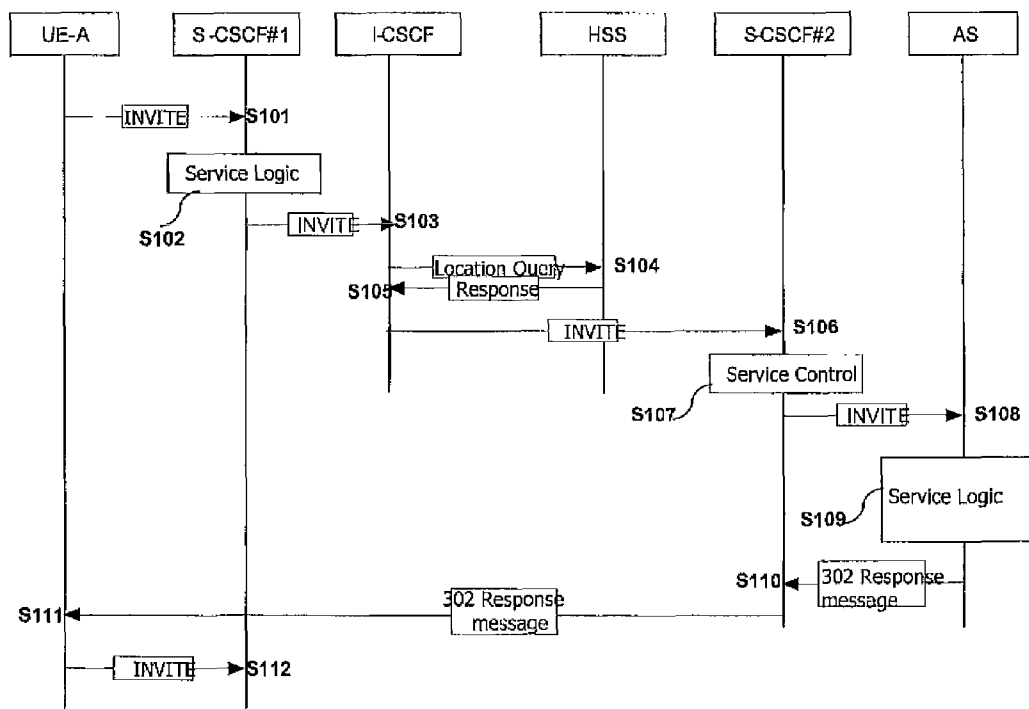 UE-A
S-CSCF#1
I-CSCF
HSS
S-CSCF#2
AS
INVITE
S101
Service Logic
S102
INVITE
S103
Location Query
S104
S105
Response
INVITE
S106
Service Control
S107
INVITE
S108
Service Logic
S109
S110
302 Response
message
S111
302 Response
message
INVITE
S112